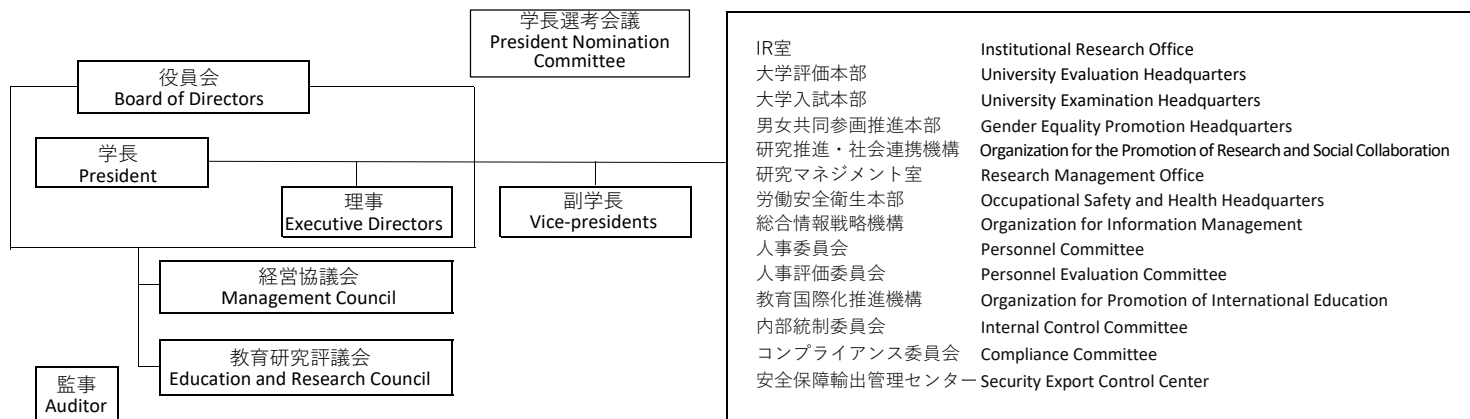 学長選考会議
President Nomination
Committee
役員会
Board of Directors
学長
President
理事
Executive Directors
副学長
Vice-presidents
経営協議会
Management Council
教育研究評議会
Education and Research Council
監事
Auditor
IR室 Institutional Research Office
大学評価本部 University Evaluation Headquarters
大学入試本部 University Examination Headquarters
男女共同参画推進本部 Gender Equality Promotion Headquarters
研究推進・社会連携機構 Organization for the Promotion of Research and Social Collaboration
研究マネジメント室 Research Management Office
労働安全衛生本部 Occupational Safety and Health Headquarters
総合情報戦略機構 Organization for Information Management
人事委員会 Personnel Committee
人事評価委員会 Personnel Evaluation Committee
教育国際化推進機構 Organization for Promotion of International Education
内部統制委員会 Internal Control Committee
コンプライアンス委員会 Compliance Committee
安全保障輸出管理センター Security Export Control Center